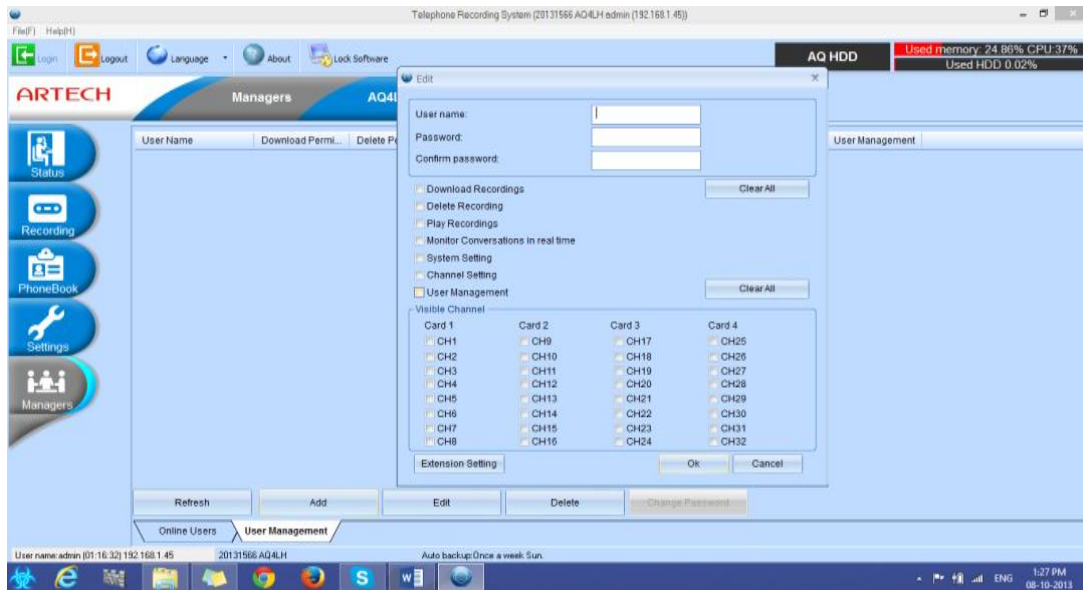 Telephone Recording System (20131566 AQ4LH admin (192.168.1.45))
File(F) Help(H)
Login Logout Language About Lock Software
AQ HDD
Used memory: 24.86% CPU:37%
Used HDD 0.02%
ARTECH
Managers
AQ4L
Edit
User name:
Password:
Confirm password:
User Name Download Permi... Delete Pe
User Management
Download Recordings
Clear All
Delete Recording
Play Recordings
Monitor Conversations in real time
System Setting
Channel Setting
User Management
Clear All
Visible Channel
Card 1 Card 2 Card 3 Card 4
CH1 CH9 CH17 CH25
CH2 CH10 CH18 CH26
CH3 CH11 CH19 CH27
CH4 CH12 CH20 CH28
CH5 CH13 CH21 CH29
CH6 CH14 CH22 CH30
CH7 CH15 CH23 CH31
CH8 CH16 CH24 CH32
Extension Setting Ok Cancel
Status
Recording
PhoneBook
Settings
Managers
Refresh Add Edit Delete Change Password
Online Users User Management
User name:admin (01:16:32) 192.168.1.45 20131566 AQ4LH Auto backup:Once a week Sun.
ENG
1:27 PM
08-10-2013